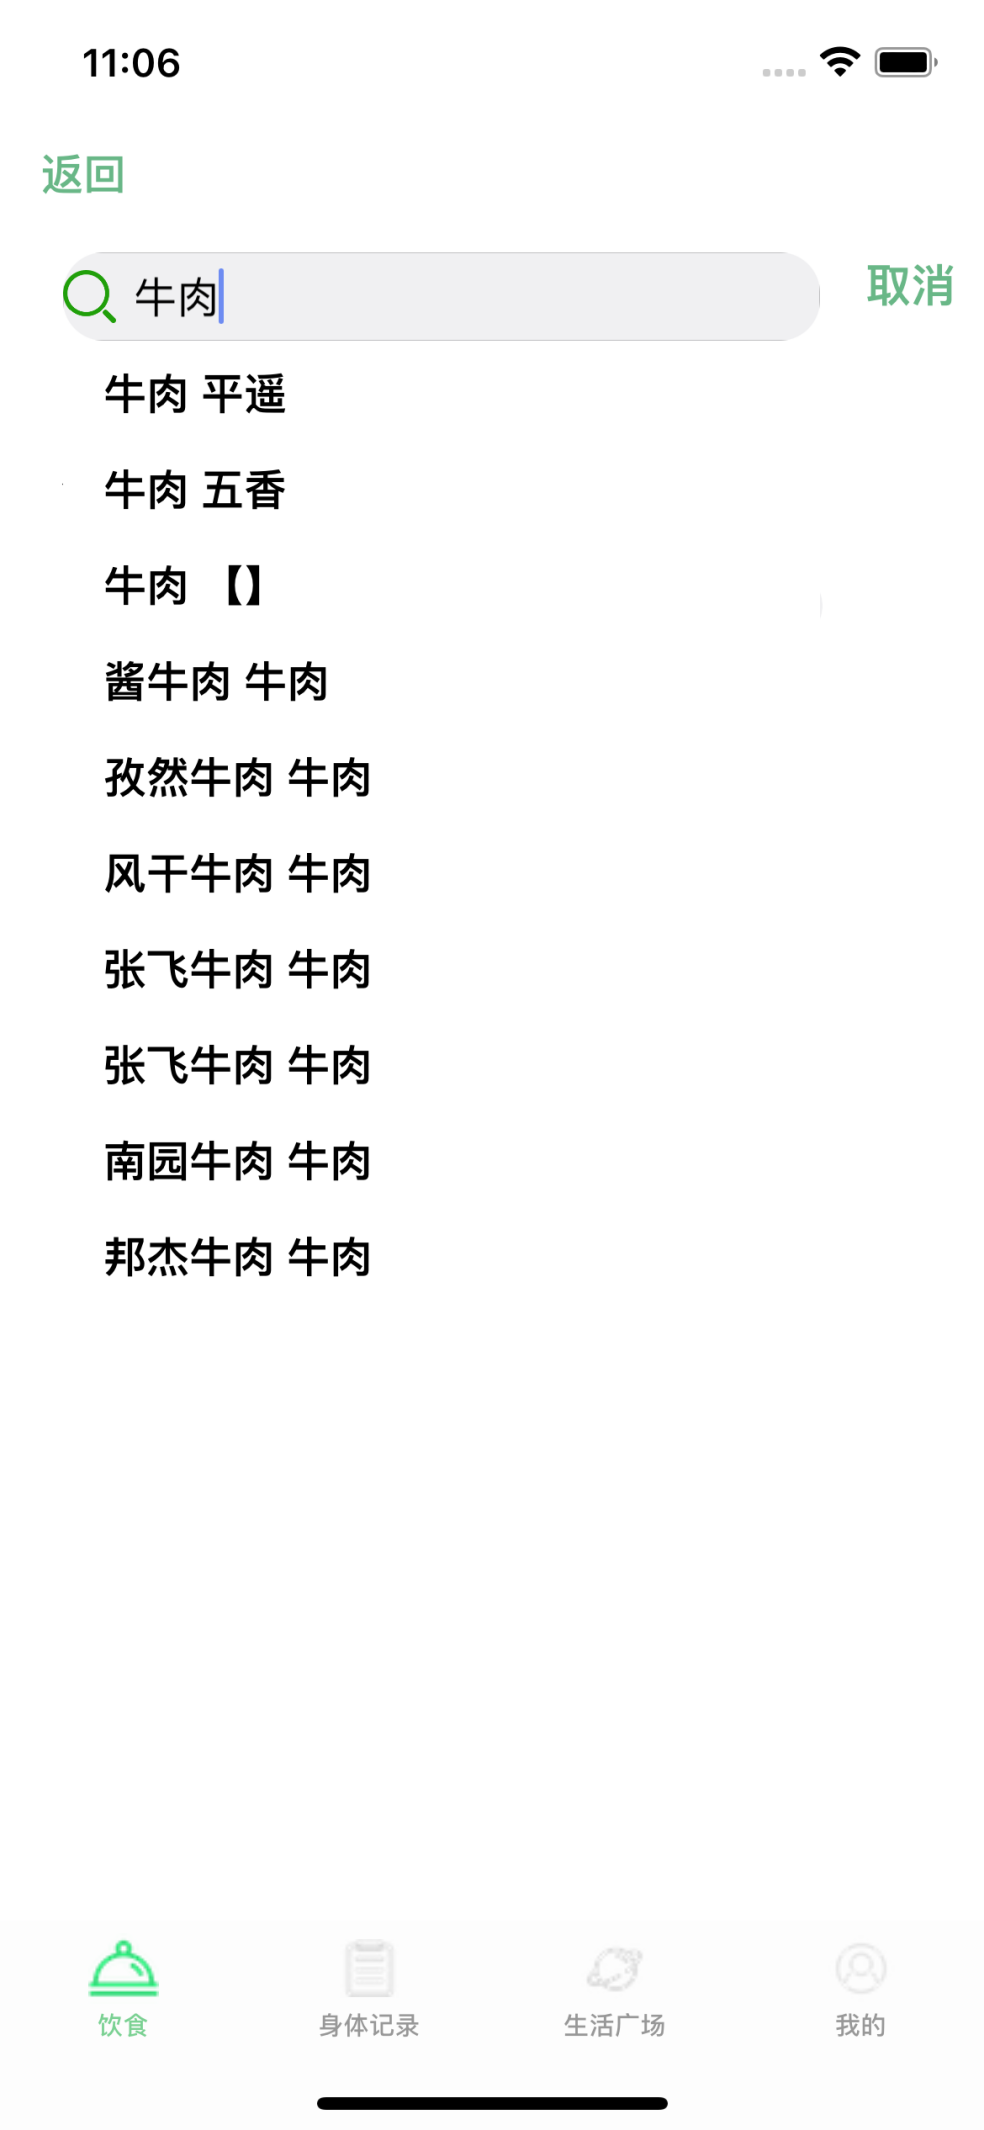 11:06
返回
牛肉
取消
牛肉 平遥
牛肉 五香
牛肉 【】
酱牛肉 牛肉
孜然牛肉 牛肉
风干牛肉 牛肉
张飞牛肉 牛肉
张飞牛肉 牛肉
南园牛肉 牛肉
邦杰牛肉 牛肉
饮食
身体记录
生活广场
我的